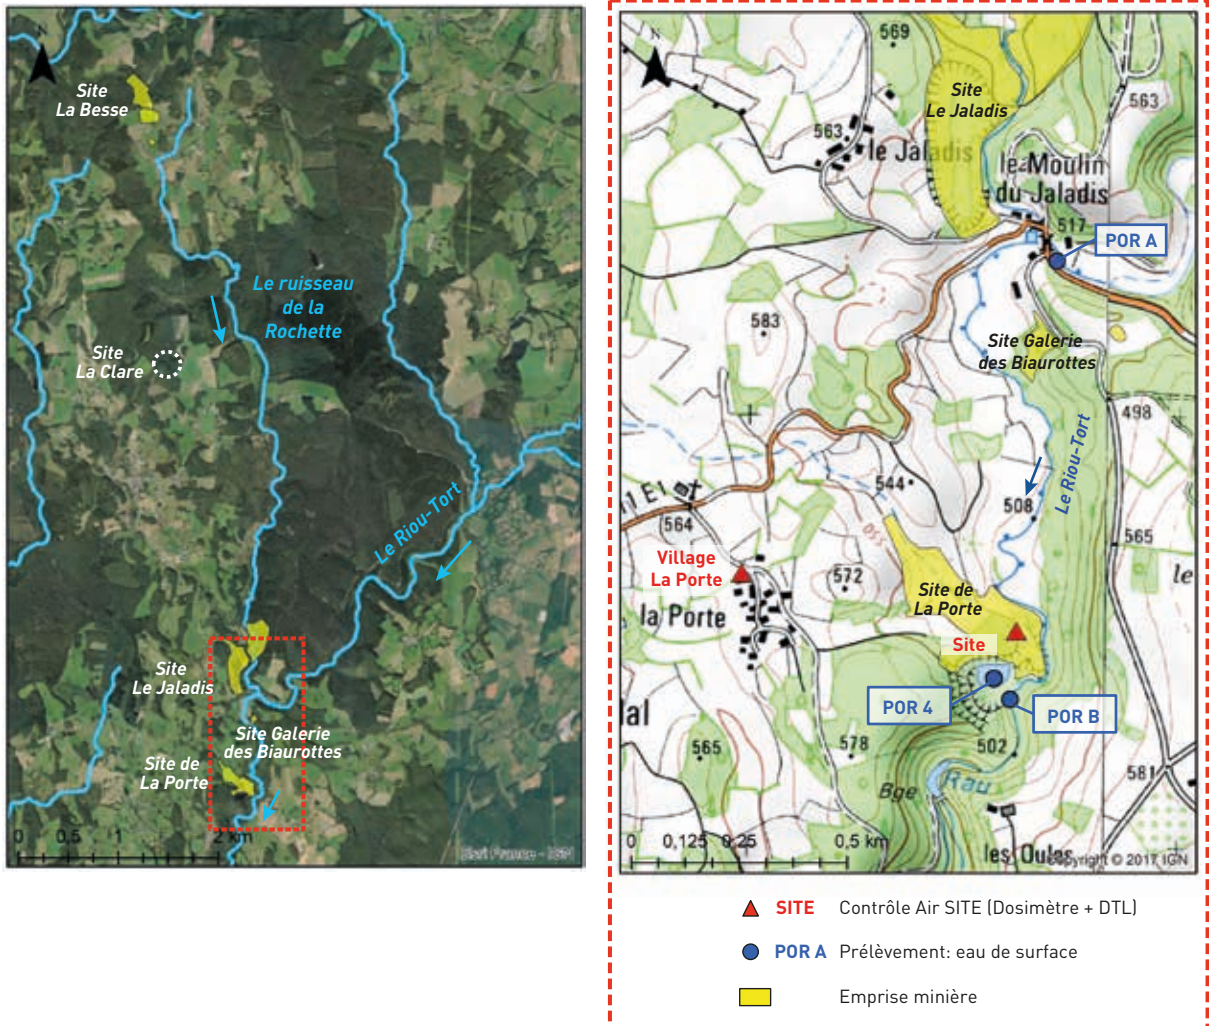 N
Site
La Besse
Le ruisseau
de la
Rochette
Site
La Clare
Le Riou-Tort
Site
Le Jaladis
Site Galerie
des Biaurottes
Site de
La Porte
0 0,5 1 2 km
Esri France - IGN
N
569
Site
Le Jaladis
563
563
le Jaladis
le Moulin
du Jaladis
517
POR A
583
Site Galerie
des Biaurottes
498
Le Riou-Tort
544
508
564
565
Village
La Porte
572
le
Site de
La Porte
la Porte
Site
POR 4
POR B
565
578
502
581
Bge
Rau
0 0,125 0,25 0,5 km
les Oules
Copyright © 2017 IGN
SITE Contrôle Air SITE (Dosimètre + DTL)
POR A Prélèvement: eau de surface
Emprise minière